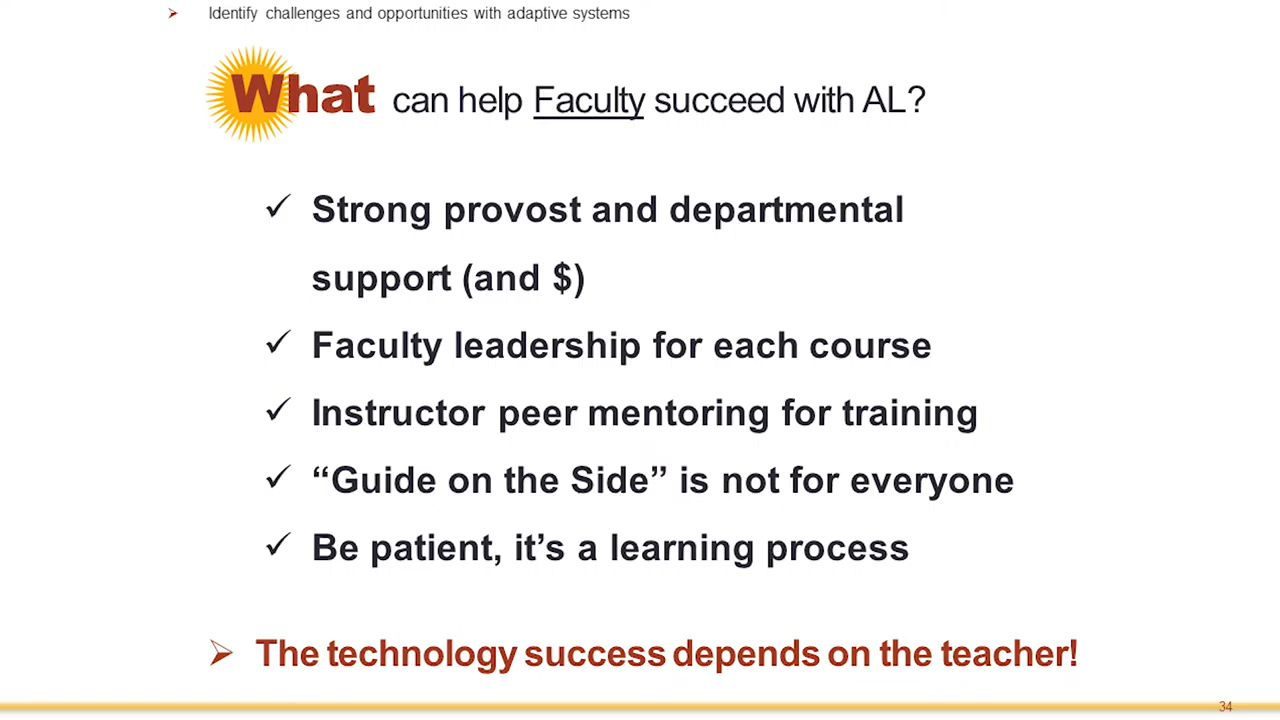 Identify challenges and opportunities with adaptive systems
What can help Faculty succeed with AL?
Strong provost and departmental
support (and $)
Faculty leadership for each course
Instructor peer mentoring for training
“Guide on the Side” is not for everyone
Be patient, it’s a learning process
The technology success depends on the teacher!
34